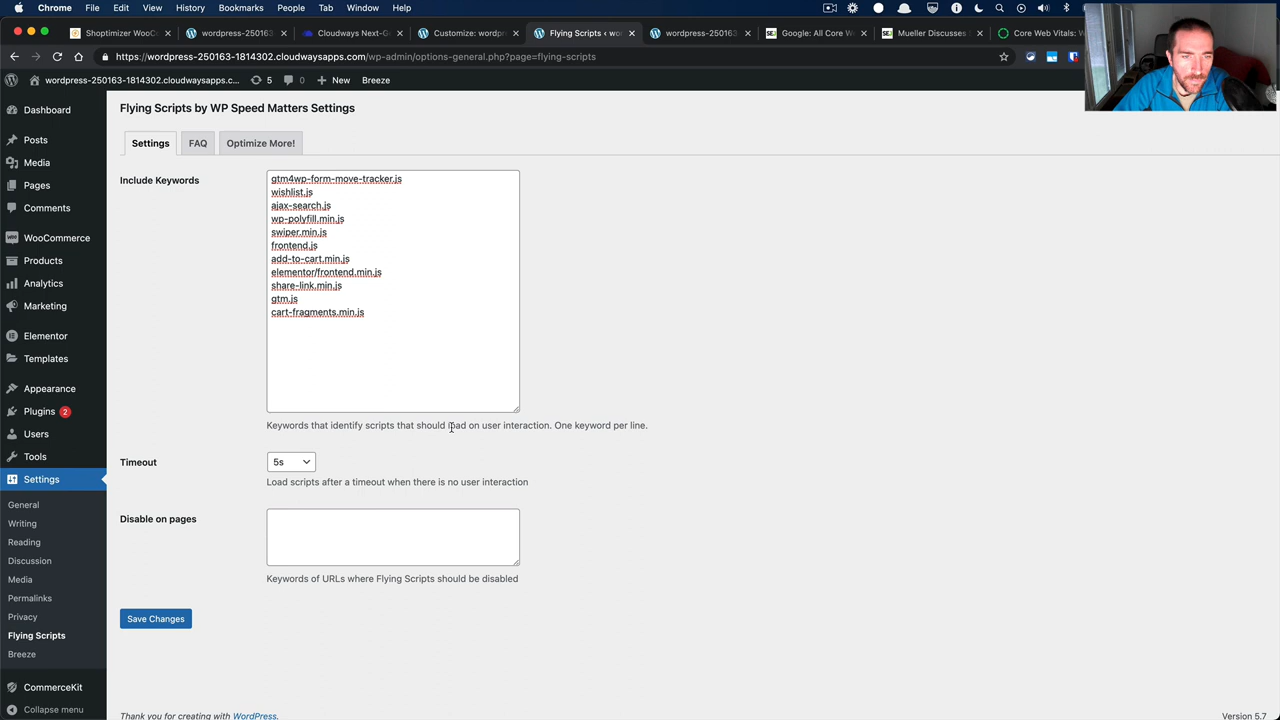 Chrome File Edit View History Bookmarks People Tab Window Help
Shoptimizer WooCo wordpress-250163 Cloudways Next-G Customize: wordpr Flying Scripts ‹ wor wordpress-250163 Google: All Core W Mueller Discusses Core Web Vitals:
wordpress-250163-1814302.cloudwaysapps.com/wp-admin/options-general.php?page=flying-scripts
wordpress-250163-1814302.cloudwaysapps.c... 5 0 New Breeze
Dashboard
Posts
Media
Pages
Comments
WooCommerce
Products
Analytics
Marketing
Elementor
Templates
Appearance
Plugins 2
Users
Tools
Settings
General
Writing
Reading
Discussion
Media
Permalinks
Privacy
Flying Scripts
Breeze
CommerceKit
Collapse menu
Flying Scripts by WP Speed Matters Settings
Settings FAQ Optimize More!
Include Keywords
gtm4wp-form-move-tracker.js
wishlist.js
ajax-search.js
wp-polyfill.min.js
swiper.min.js
frontend.js
add-to-cart.min.js
elementor/frontend.min.js
share-link.min.js
gtm.js
cart-fragments.min.js
Keywords that identify scripts that should load on user interaction. One keyword per line.
Timeout
5s
Load scripts after a timeout when there is no user interaction
Disable on pages
Keywords of URLs where Flying Scripts should be disabled
Save Changes
Thank you for creating with WordPress.
Version 5.7